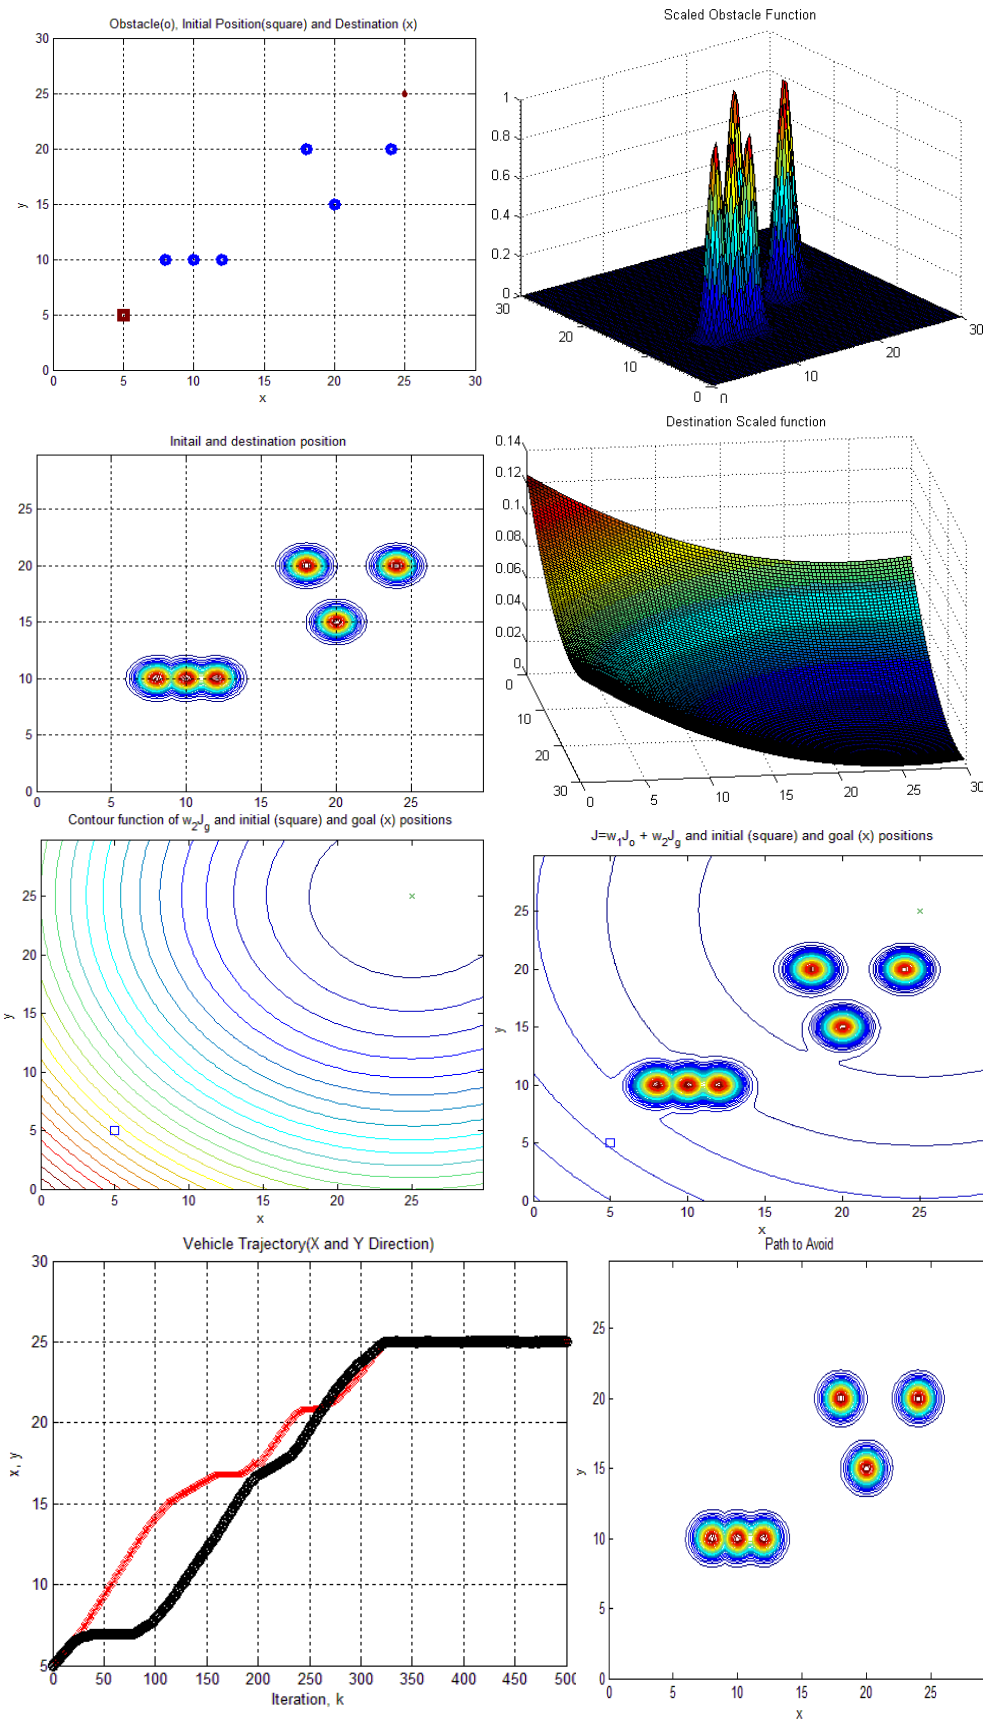 Obstacle(o), Initial Position(square) and Destination (x)
30
25
20
15
10
5
0
y
0 5 10 15 20 25 30
x
Scaled Obstacle Function
1
0.8
0.6
0.4
0.2
0
30
20
10
0
0
10
20
30
Initail and destination position
25
20
15
10
5
0
0 5 10 15 20 25
Destination Scaled function
0.14
0.12
0.1
0.08
0.06
0.04
0.02
0
0
10
20
30
0 5 10 15 20 25 30
Contour function of w2Jg and initial (square) and goal (x) positions
25
20
15
10
5
0
y
0 5 10 15 20 25
x
J=w1Jo + w2Jg and initial (square) and goal (x) positions
25
20
15
10
5
0
y
0 5 10 15 20 25
x
Vehicle Trajectory(X and Y Direction)
30
25
20
15
10
5
x, y
0 50 100 150 200 250 300 350 400 450 500
Iteration, k
Path to Avoid
25
20
15
10
5
0
y
0 5 10 15 20 25
x